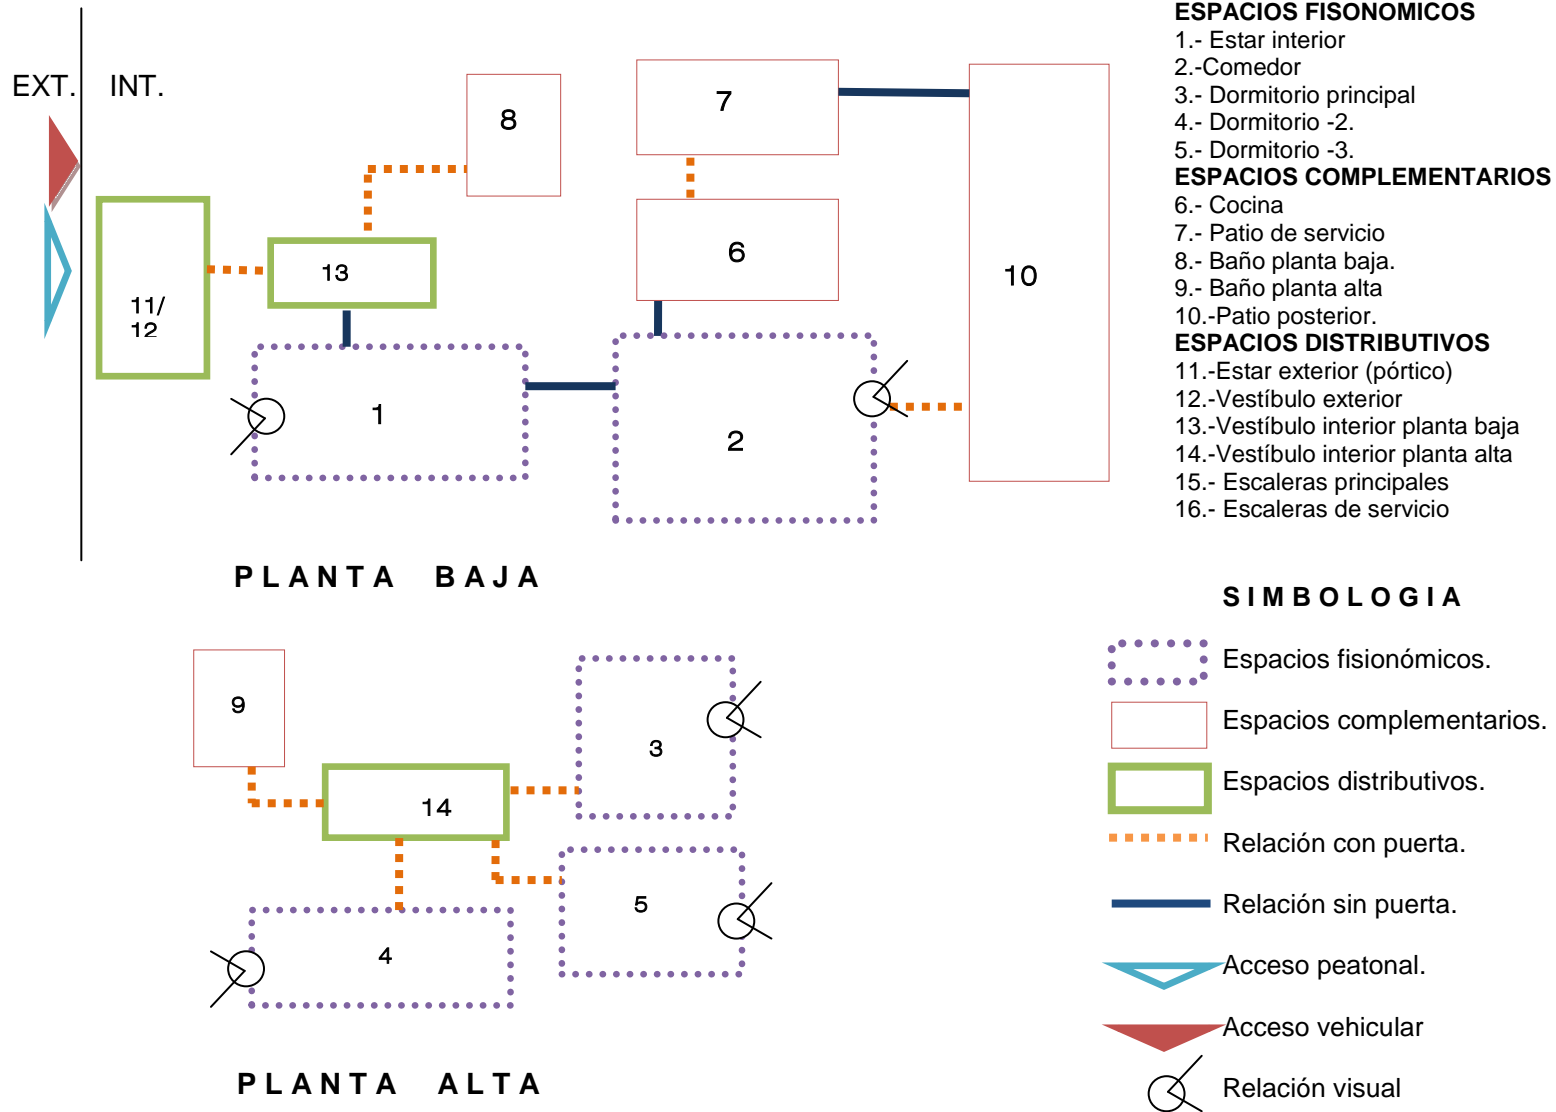 EXT.
INT.
8
7
11/
12
13
6
10
1
2
PLANTA BAJA
9
3
14
5
4
PLANTA ALTA
ESPACIOS FISONOMICOS
1.- Estar interior
2.-Comedor
3.- Dormitorio principal
4.- Dormitorio -2.
5.- Dormitorio -3.
ESPACIOS COMPLEMENTARIOS
6.- Cocina
7.- Patio de servicio
8.- Baño planta baja.
9.- Baño planta alta
10.-Patio posterior.
ESPACIOS DISTRIBUTIVOS
11.-Estar exterior (pórtico)
12.-Vestíbulo exterior
13.-Vestíbulo interior planta baja
14.-Vestíbulo interior planta alta
15.- Escaleras principales
16.- Escaleras de servicio
SIMBOLOGIA
Espacios fisionómicos.
Espacios complementarios.
Espacios distributivos.
Relación con puerta.
Relación sin puerta.
Acceso peatonal.
Acceso vehicular
Relación visual